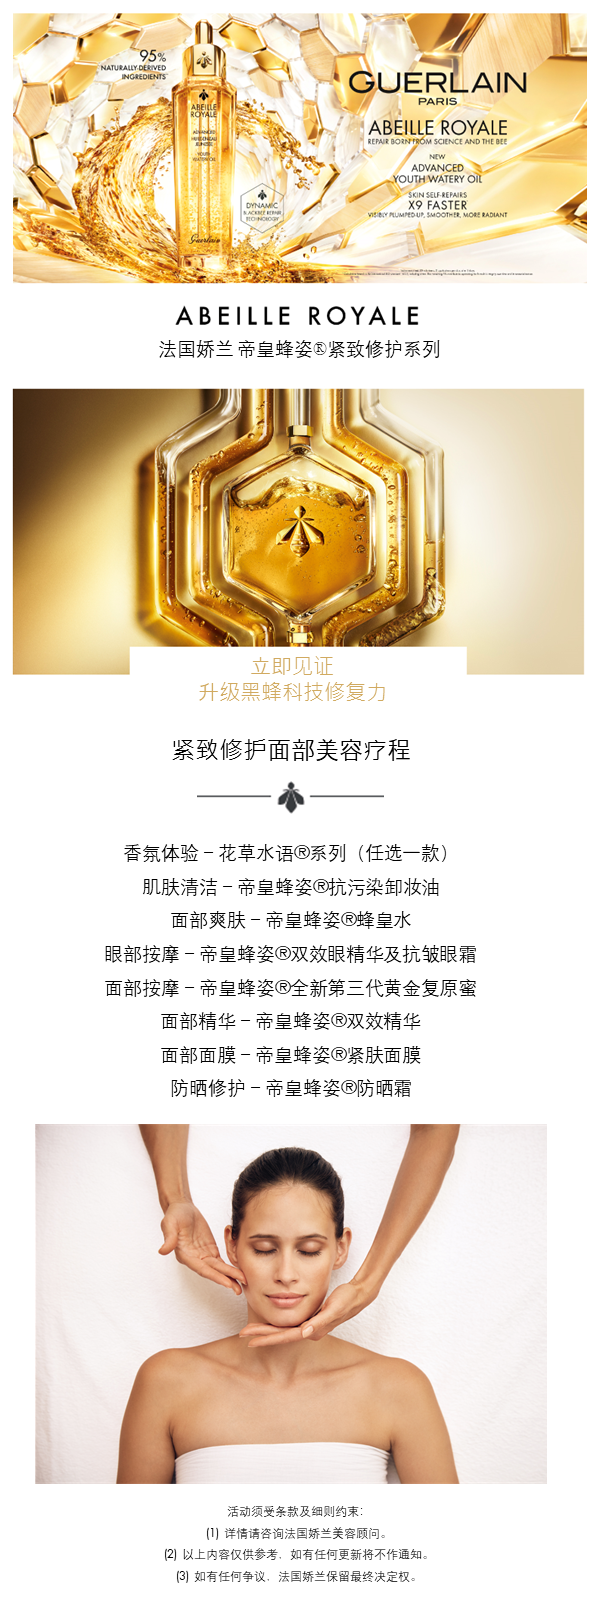 95%
NATURALLY-DERIVED
INGREDIENTS
ABEILLE
ROYALE
ADVANCED
YOUTH
WATERY OIL
Guerlain
DYNAMIC
BLACKBEE REPAIR
TECHNOLOGY
GUERLAIN
PARIS
ABEILLE ROYALE
REPAIR BORN FROM SCIENCE AND THE BEE
NEW
ADVANCED
YOUTH WATERY OIL
SKIN SELF-REPAIRS
X9 FASTER
VISIBLY PLUMPED-UP, SMOOTHER, MORE RADIANT
ABEILLE ROYALE
法国娇兰 帝皇蜂姿®紧致修护系列
立即见证
升级黑蜂科技修复力
紧致修护面部美容疗程
香氛体验 – 花草水语®系列（任选一款）
肌肤清洁 – 帝皇蜂姿®抗污染卸妆油
面部爽肤 – 帝皇蜂姿®蜂皇水
眼部按摩 – 帝皇蜂姿®双效眼精华及抗皱眼霜
面部按摩 – 帝皇蜂姿®全新第三代黄金复原蜜
面部精华 – 帝皇蜂姿®双效精华
面部面膜 – 帝皇蜂姿®紧肤面膜
防晒修护 – 帝皇蜂姿®防晒霜
活动须受条款及细则约束：
(1) 详情请咨询法国娇兰美容顾问。
(2) 以上内容仅供参考，如有任何更新将不作通知。
(3) 如有任何争议，法国娇兰保留最终决定权。